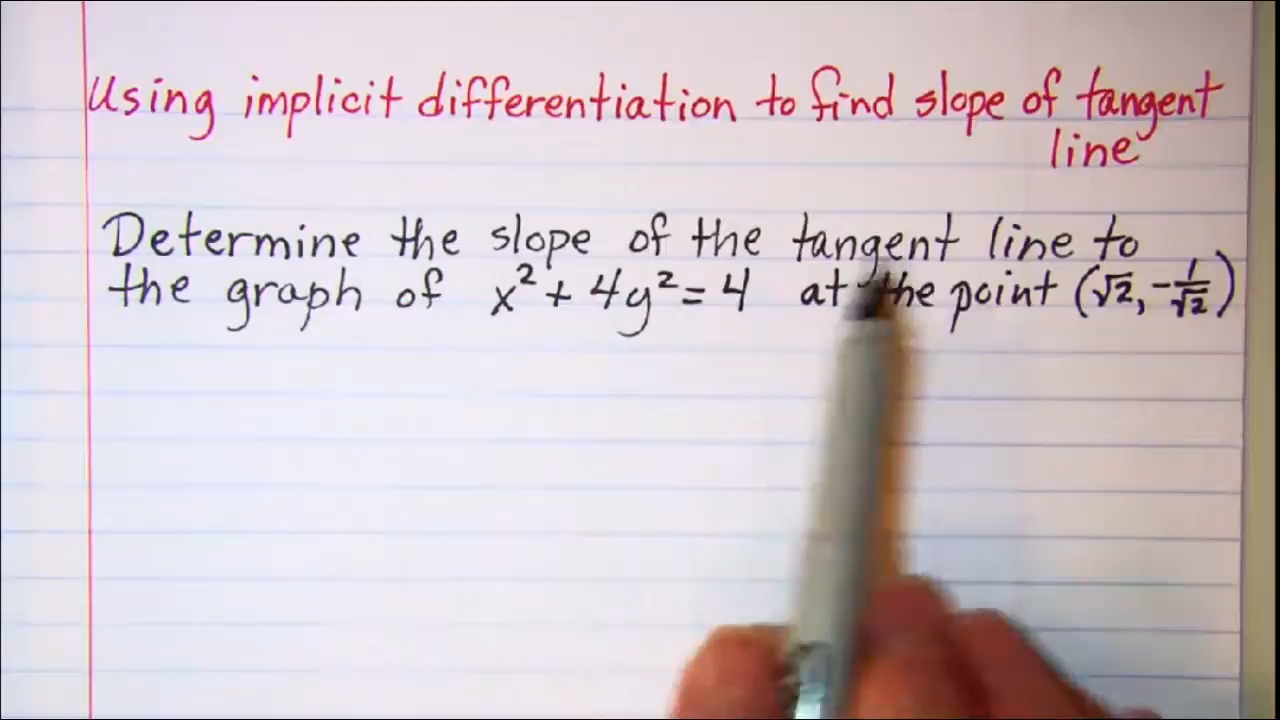 Using implicit differentiation to find slope of tangent
line
Determine the slope of the tangent line to
the graph of x² + 4y² = 4 at the point (√2, -1/√2)